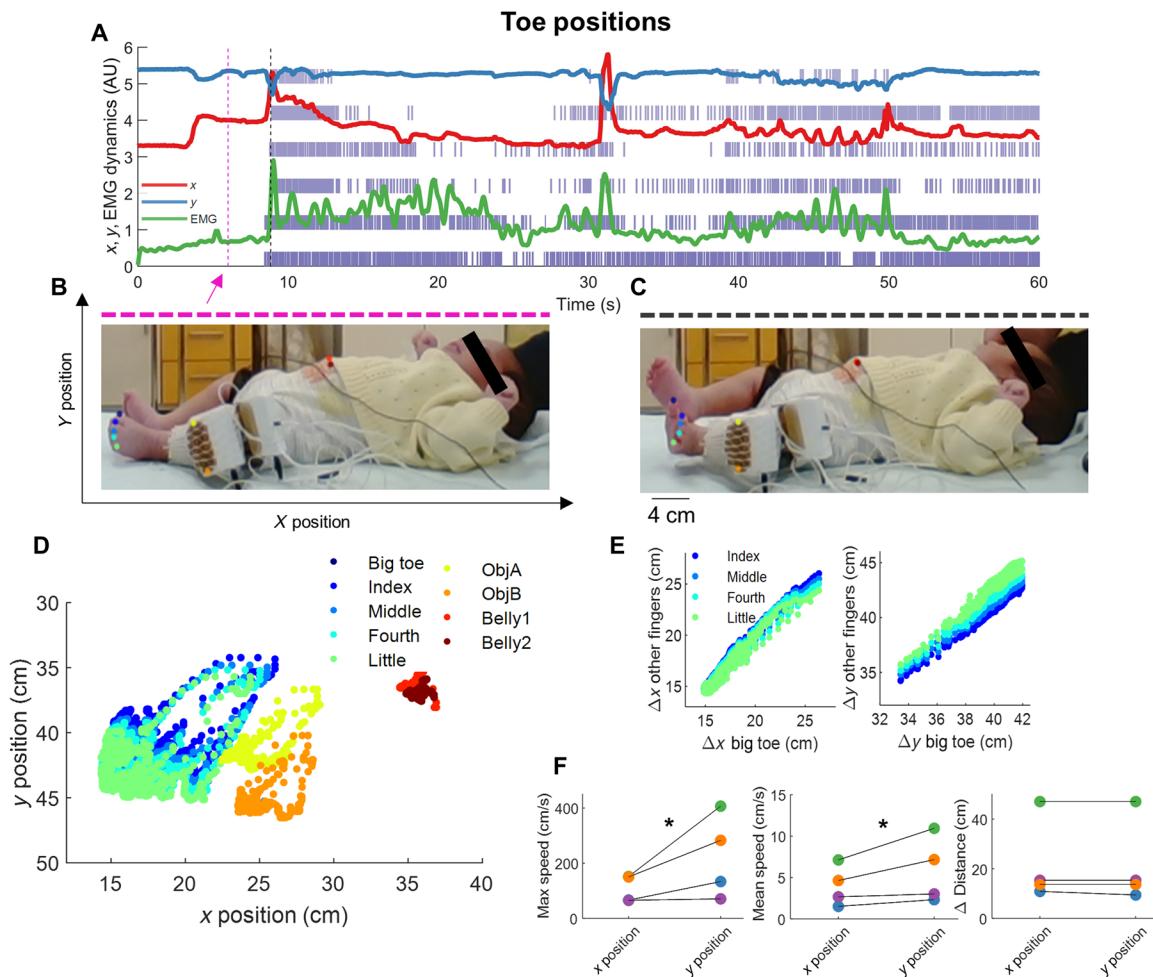 Toe positions
A
x, y, EMG dynamics (AU)
6
5
4
3
2
1
0
x
y
EMG
0
10
20
30
40
50
60
Time (s)
B
Y position
X position
C
4 cm
D
Big toe
Index
Middle
Fourth
Little
ObjA
ObjB
Belly1
Belly2
y position (cm)
30
35
40
45
50
15
20
25
30
35
40
x position (cm)
E
Δx other fingers (cm)
25
20
15
Index
Middle
Fourth
Little
15
20
25
Δx big toe (cm)
Δy other fingers (cm)
45
40
35
32
34
36
38
40
42
Δy big toe (cm)
F
Max speed (cm/s)
400
200
0
*
x position
y position
Mean speed (cm/s)
15
10
5
0
*
x position
y position
Δ Distance (cm)
40
20
0
x position
y position